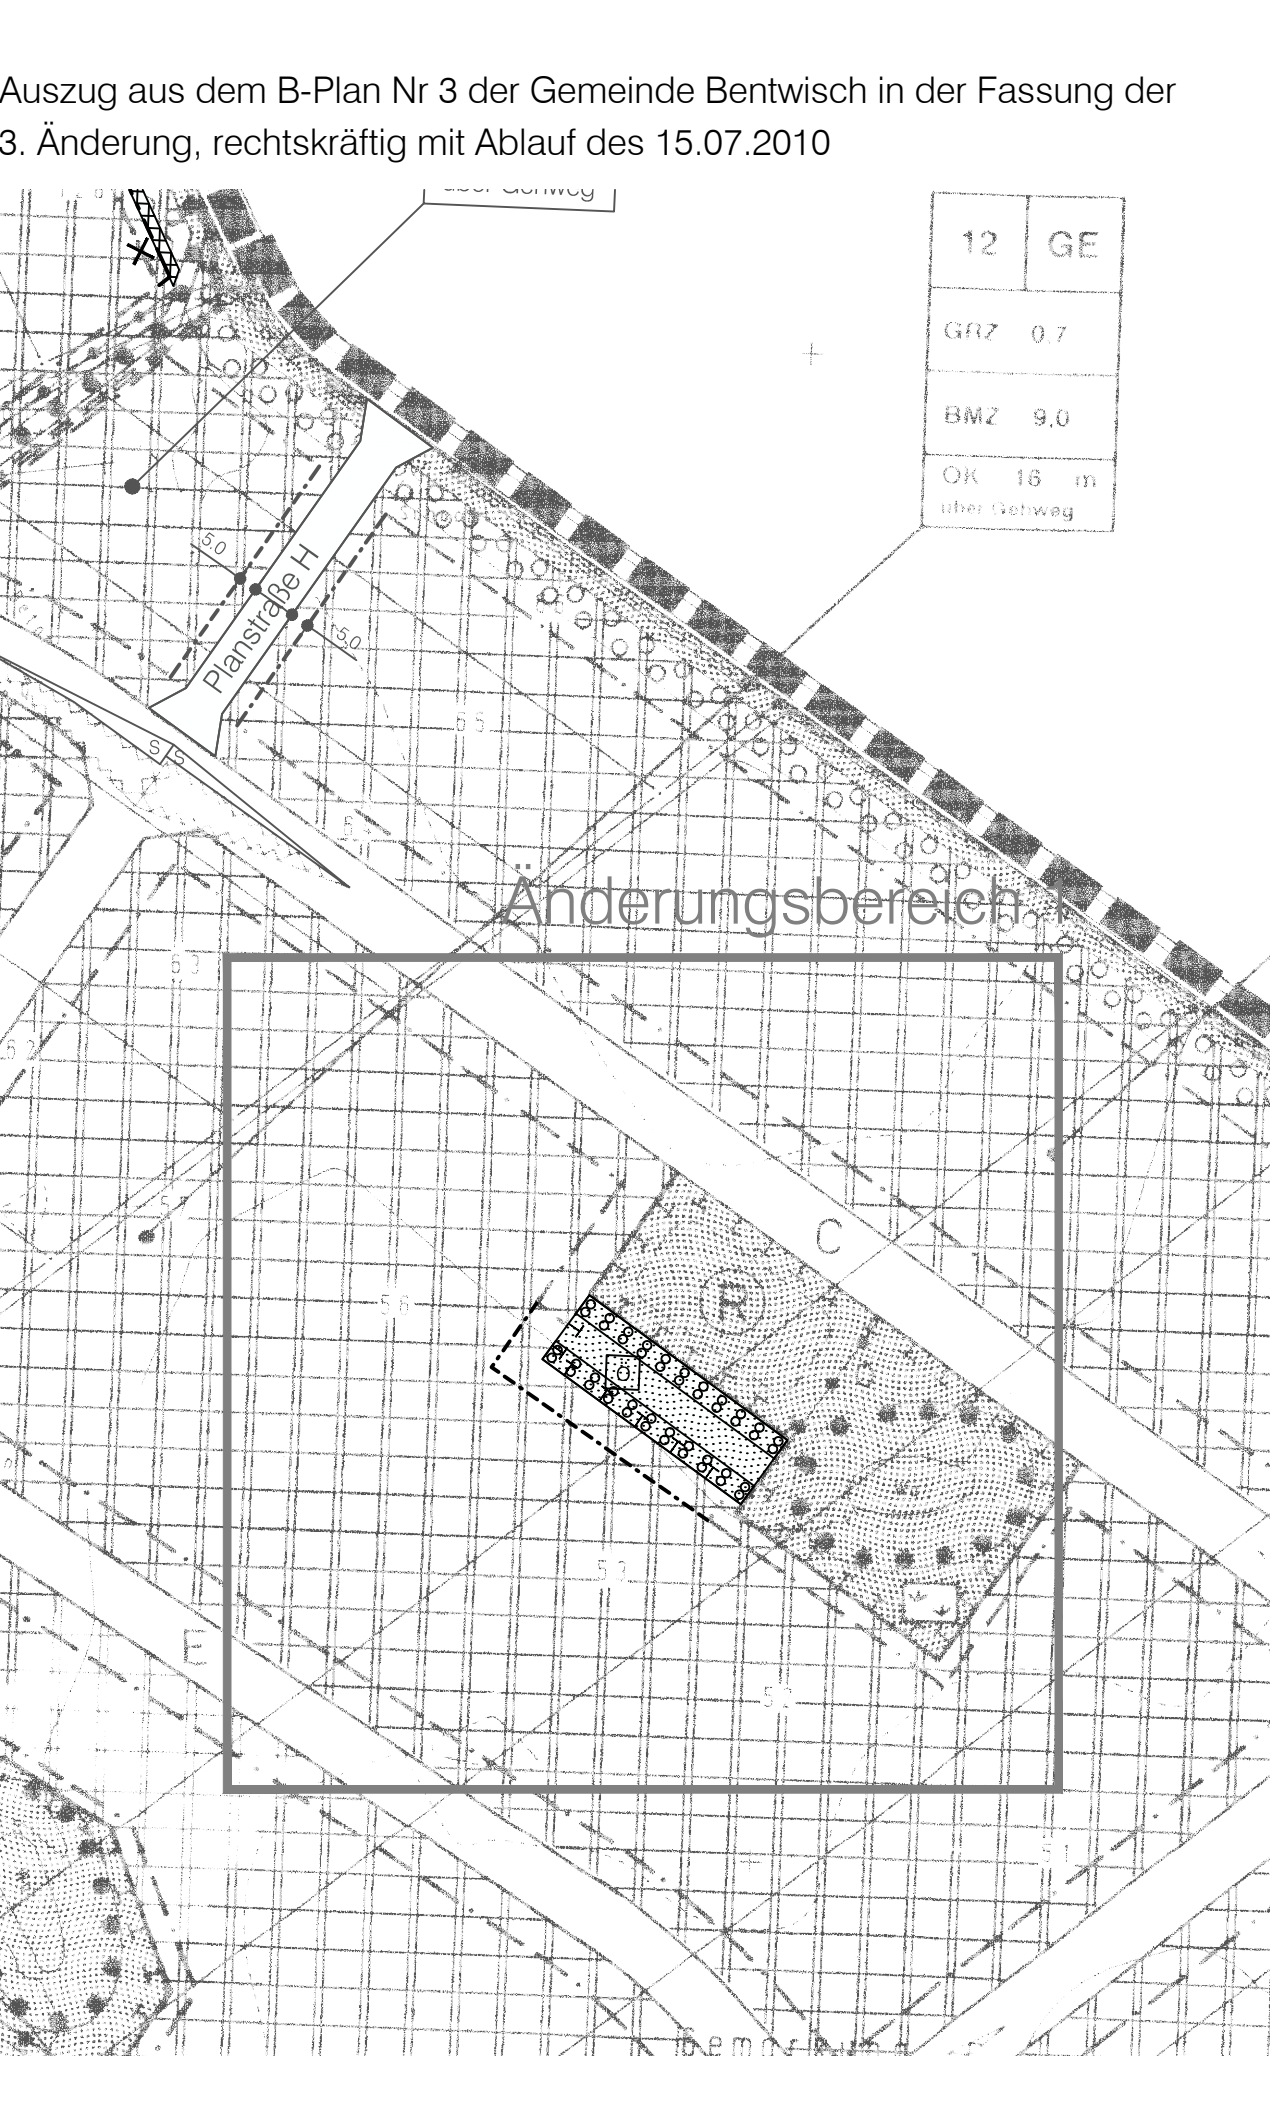 Auszug aus dem B-Plan Nr 3 der Gemeinde Bentwisch in der Fassung der
3. Änderung, rechtskräftig mit Ablauf des 15.07.2010
über Gehweg
12 GE
GRZ 0.7
BMZ 9,0
OK 16 m
über Gehweg
5.0
Planstraße H
5.0
S
S
Änderungsbereich 1
C
R
Ö
E